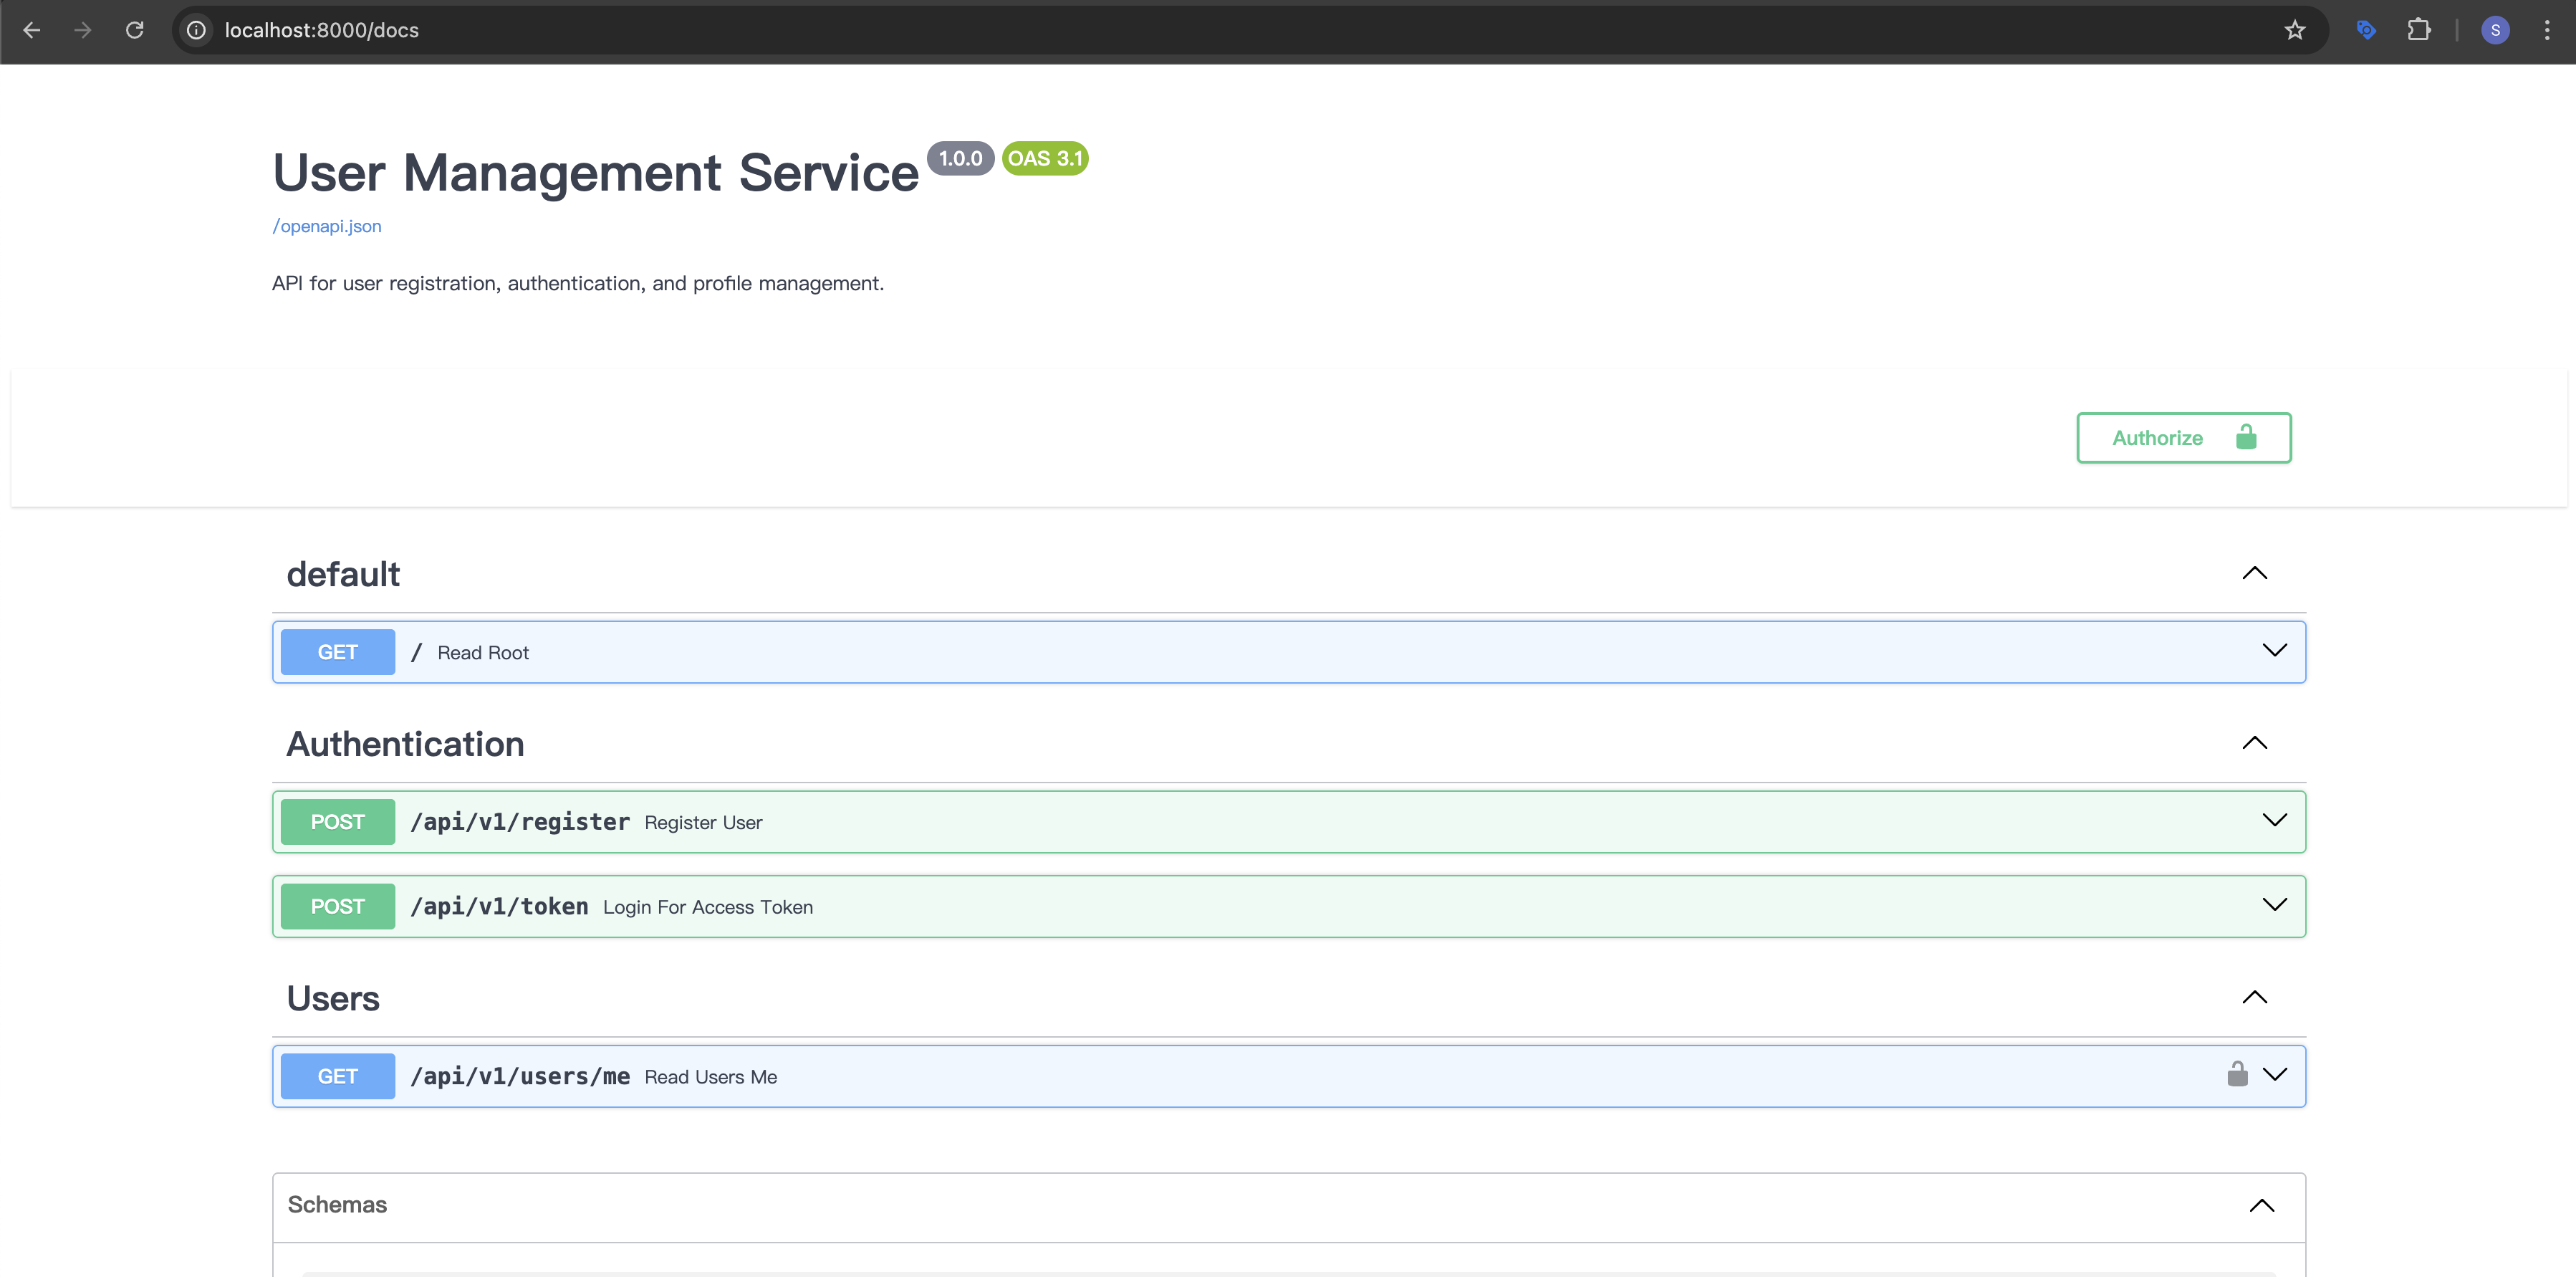 localhost:8000/docs
S
User Management Service 1.0.0 OAS 3.1
/openapi.json
API for user registration, authentication, and profile management.
Authorize
default
GET / Read Root
Authentication
POST /api/v1/register Register User
POST /api/v1/token Login For Access Token
Users
GET /api/v1/users/me Read Users Me
Schemas